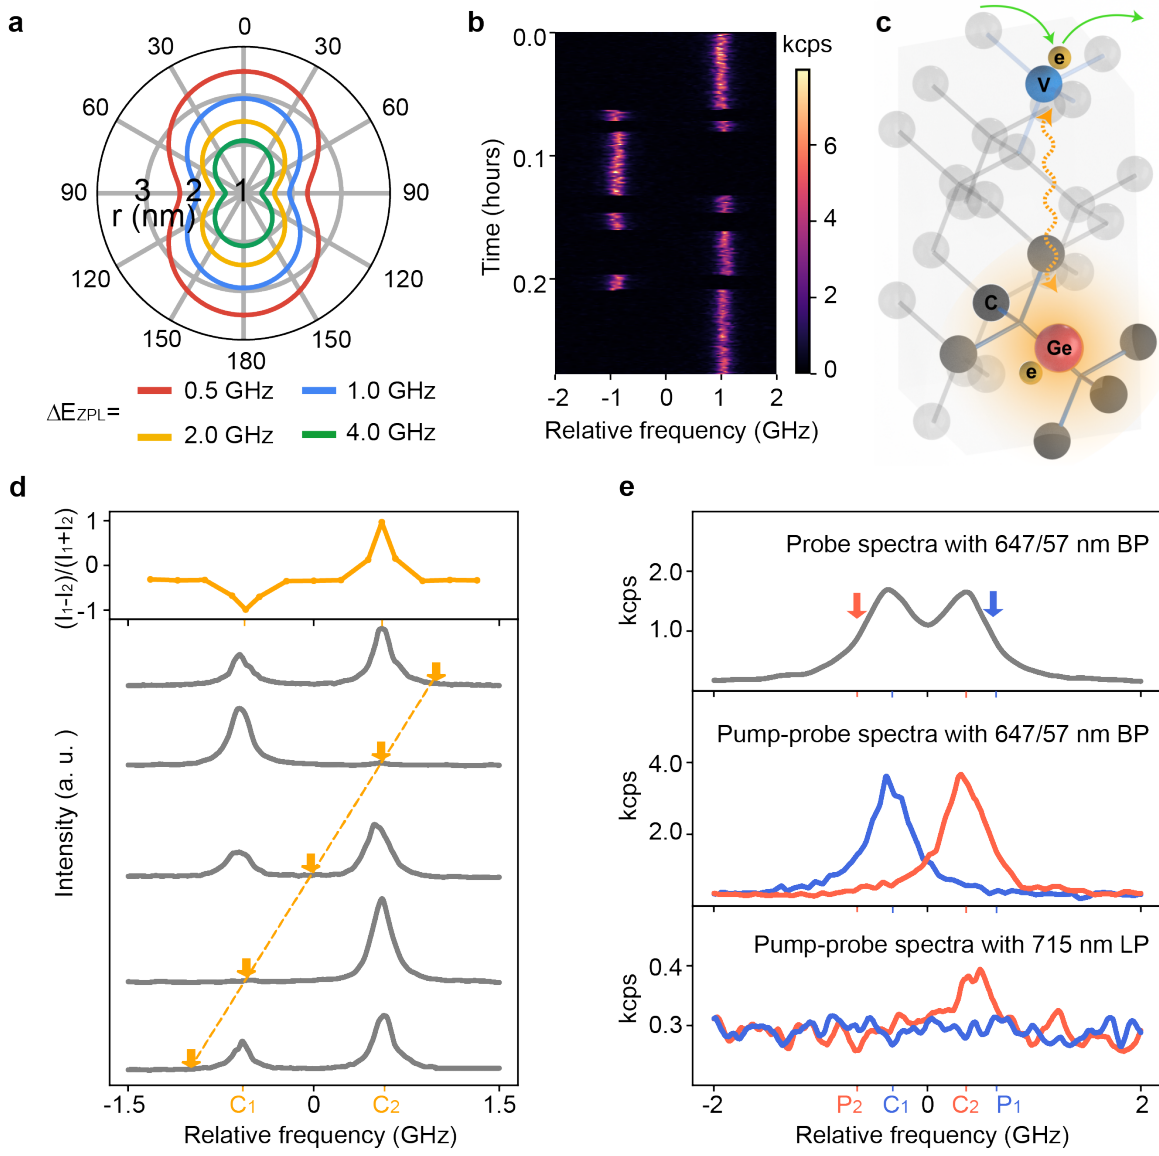 a
0
30
30
60
60
90
3
2
1
90
r (nm)
120
120
150
150
180
ΔEZPL=
0.5 GHz
1.0 GHz
2.0 GHz
4.0 GHz
b
kcps
0.0
0.1
0.2
Time (hours)
6
4
2
0
-2
-1
0
1
2
Relative frequency (GHz)
c
e
V
C
Ge
e
d
(I1-I2)/(I1+I2)
1
0
-1
Intensity (a. u. )
-1.5
C1
0
C2
1.5
Relative frequency (GHz)
e
Probe spectra with 647/57 nm BP
kcps
2.0
1.0
Pump-probe spectra with 647/57 nm BP
kcps
4.0
2.0
Pump-probe spectra with 715 nm LP
kcps
0.4
0.3
-2
P2
C1
0
C2
P1
2
Relative frequency (GHz)